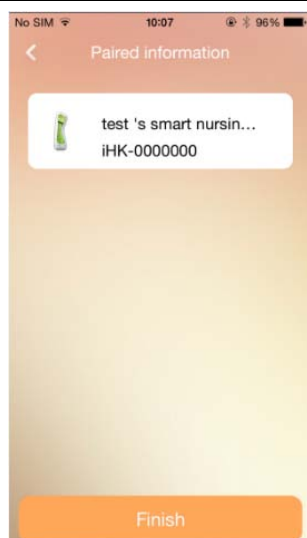 No SIM 10:07 96%
Paired information
test 's smart nursin...
iHK-0000000
Finish